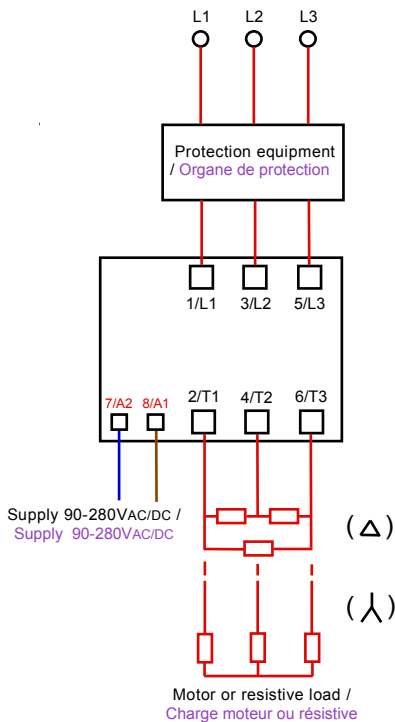 L1 L2 L3
Protection equipment
/ Organe de protection
1/L1 3/L2 5/L3
7/A2 8/A1 2/T1 4/T2 6/T3
Supply 90-280VAC/DC /
Supply 90-280VAC/DC
(△)
(⅄)
Motor or resistive load /
Charge moteur ou résistive